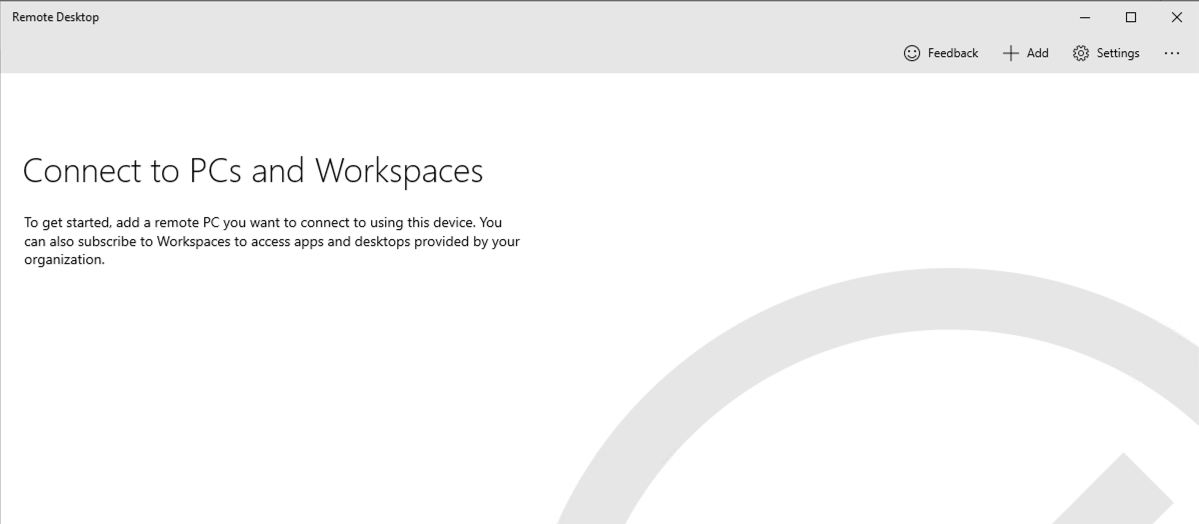 Remote Desktop
Feedback Add Settings ...
Connect to PCs and Workspaces
To get started, add a remote PC you want to connect to using this device. You
can also subscribe to Workspaces to access apps and desktops provided by your
organization.